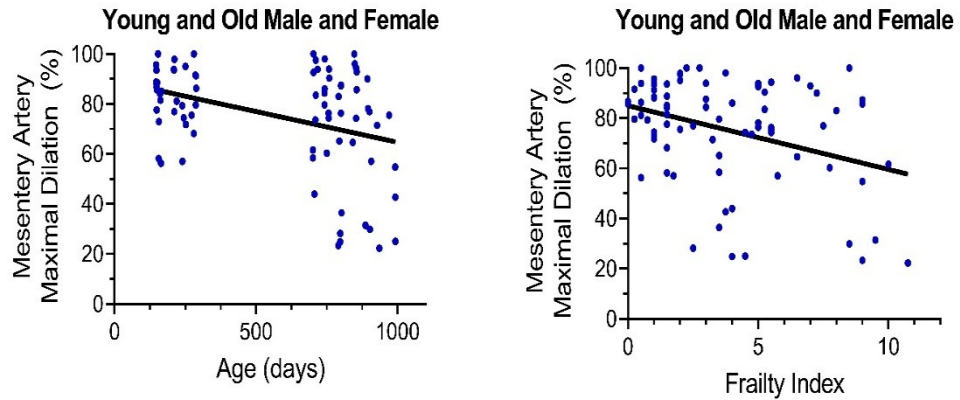 Young and Old Male and Female
Mesentery Artery
Maximal Dilation (%)
100
80
60
40
20
0
0
500
1000
Age (days)
Young and Old Male and Female
Mesentery Artery
Maximal Dilation (%)
100
80
60
40
20
0
0
5
10
Frailty Index